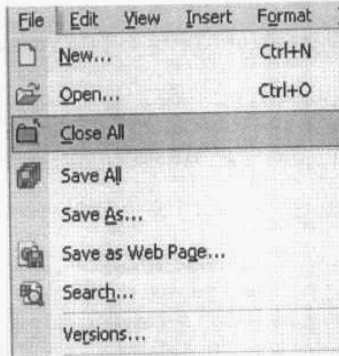 File Edit View Insert Format
New... Ctrl+N
Open... Ctrl+O
Close All
Save All
Save As...
Save as Web Page...
Search...
Versions...